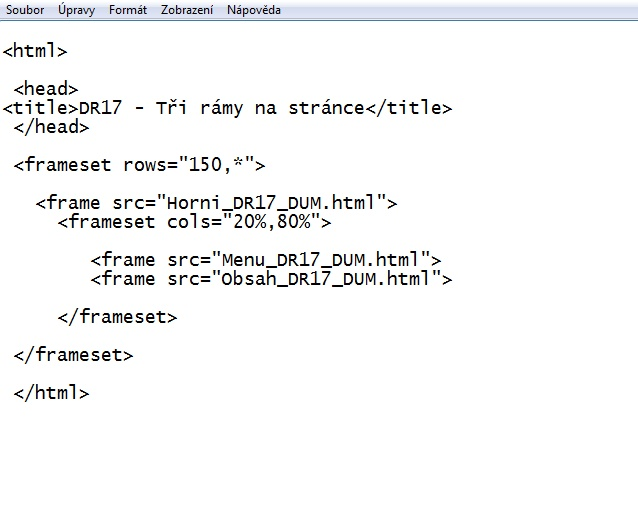 Soubor Úpravy Formát Zobrazení Nápověda
<html>
<head>
<title>DR17 - Tři rámy na stránce</title>
</head>
<frameset rows="150,*">
<frame src="Horni_DR17_DUM.html">
<frameset cols="20%,80%">
<frame src="Menu_DR17_DUM.html">
<frame src="Obsah_DR17_DUM.html">
</frameset>
</frameset>
</html>